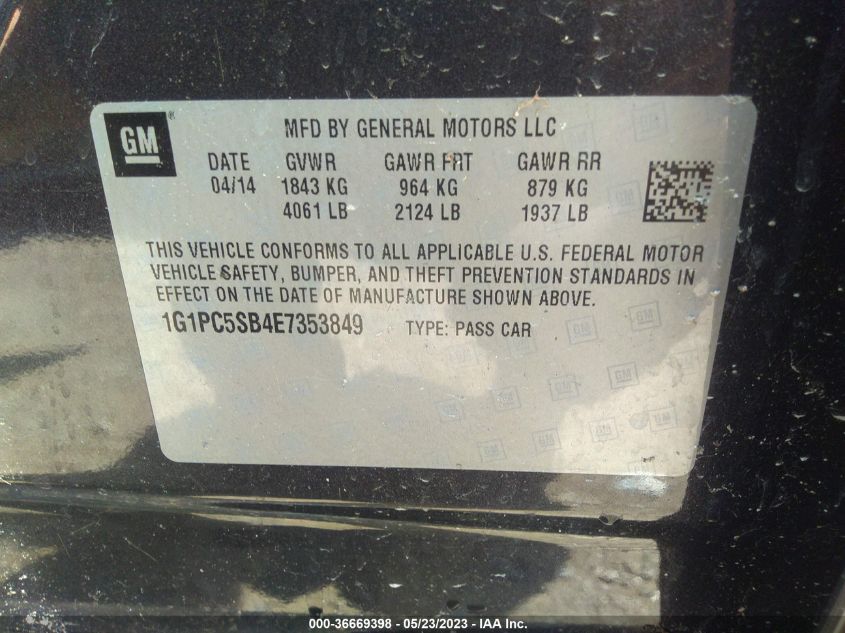 GM®
MFD BY GENERAL MOTORS LLC
DATE GVWR GAWR FRT GAWR RR
04/14 1843 KG 964 KG 879 KG
4061 LB 2124 LB 1937 LB
THIS VEHICLE CONFORMS TO ALL APPLICABLE U.S. FEDERAL MOTOR
VEHICLE SAFETY, BUMPER, AND THEFT PREVENTION STANDARDS IN
EFFECT ON THE DATE OF MANUFACTURE SHOWN ABOVE.
1G1PC5SB4E7353849 TYPE: PASS CAR
000-36669398 - 05/23/2023 - IAA Inc.